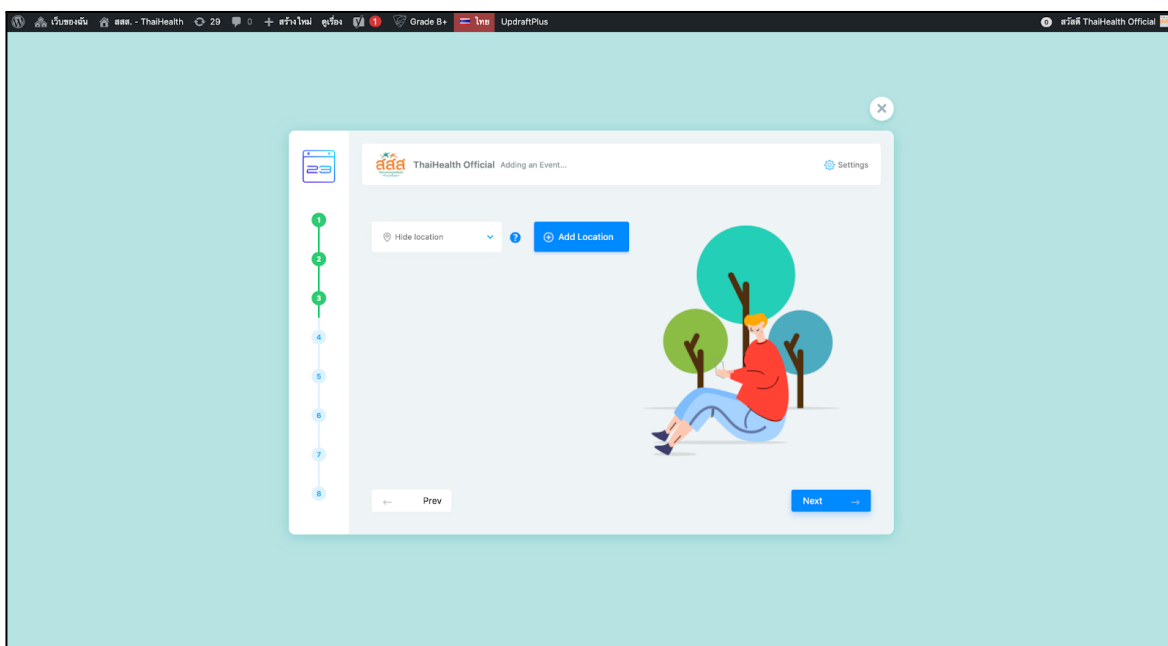 เว็บของฉัน สสส. - ThaiHealth 29 0 + สร้างใหม่ ดูเรื่อง 1 Grade B+ ไทย UpdraftPlus 0 สวัสดี ThaiHealth Official
23
สสส ThaiHealth Official Adding an Event... Settings
1
Hide location ? Add Location
2
3
4
5
6
7
8
← Prev Next →